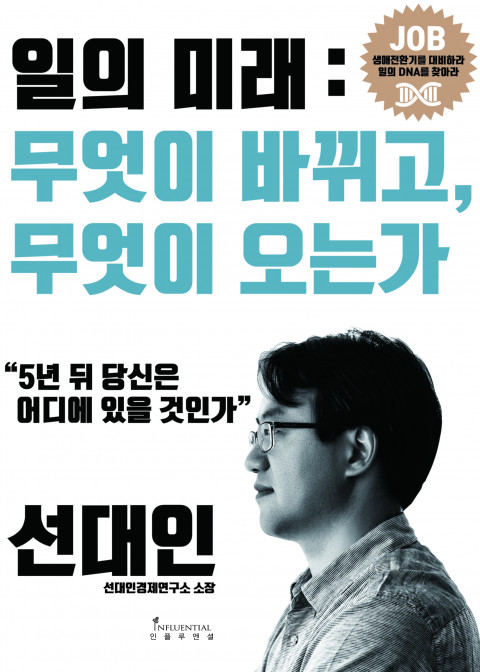 일의 미래:
JOB
생애전환기를 대비하라
일의 DNA를 찾아라
무엇이 바뀌고,
무엇이 오는가
“5년 뒤 당신은
어디에 있을 것인가”
선대인
선대인경제연구소 소장
INFLUENTIAL
인플루엔셜